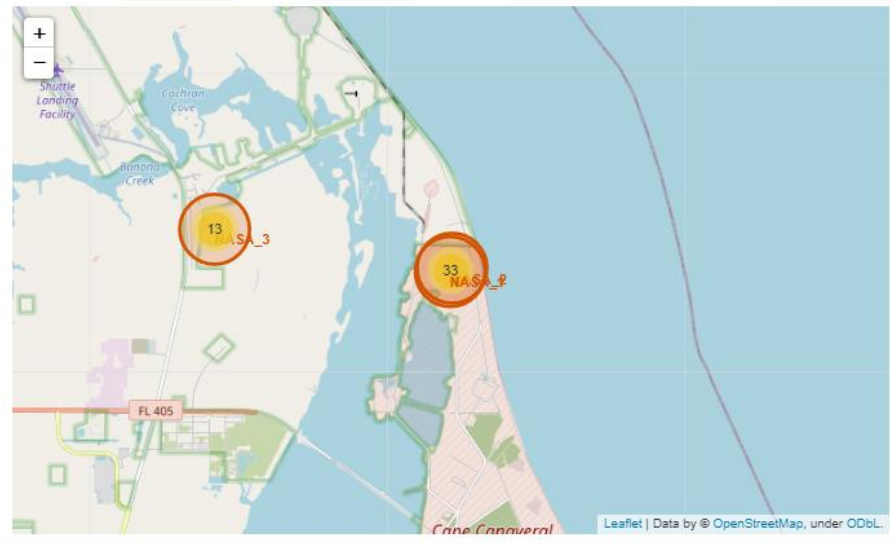 +
−
Shuttle
Landing
Facility
Cochran
Cove
Banana
Creek
13
NASA_3
33
FL 405
Cape Canaveral
Leaflet | Data by © OpenStreetMap, under ODbL.